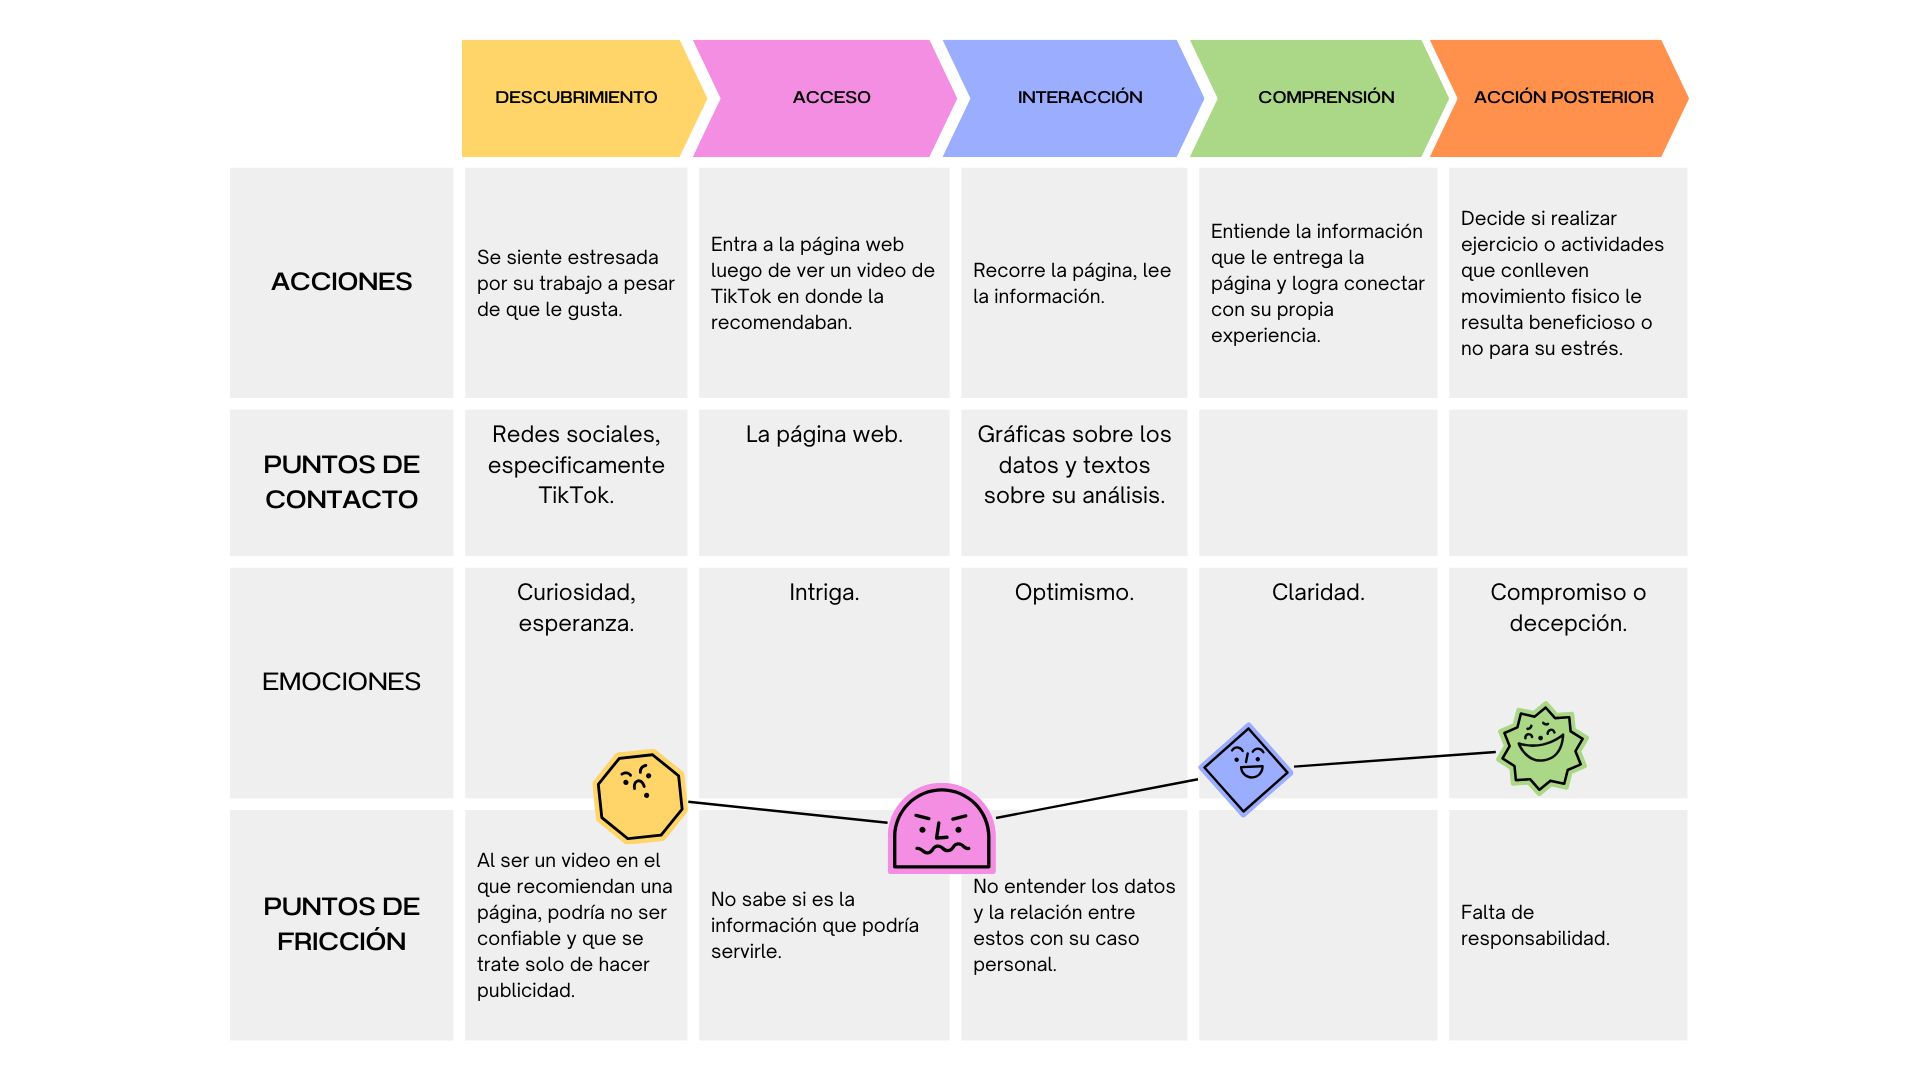 DESCUBRIMIENTO
ACCESO
INTERACCIÓN
COMPRENSIÓN
ACCIÓN POSTERIOR
ACCIONES
Se siente estresada
por su trabajo a pesar
de que le gusta.
Entra a la página web
luego de ver un video de
TikTok en donde la
recomendaban.
Recorre la página, lee
la información.
Entiende la información
que le entrega la
página y logra conectar
con su propia
experiencia.
Decide si realizar
ejercicio o actividades
que conlleven
movimiento fisico le
resulta beneficioso o
no para su estrés.
PUNTOS DE
CONTACTO
Redes sociales,
especificamente
TikTok.
La página web.
Gráficas sobre los
datos y textos
sobre su análisis.
EMOCIONES
Curiosidad,
esperanza.
Intriga.
Optimismo.
Claridad.
Compromiso o
decepción.
PUNTOS DE
FRICCIÓN
Al ser un video en el
que recomiendan una
página, podría no ser
confiable y que se
trate solo de hacer
publicidad.
No sabe si es la
información que podría
servirle.
No entender los datos
y la relación entre
estos con su caso
personal.
Falta de
responsabilidad.